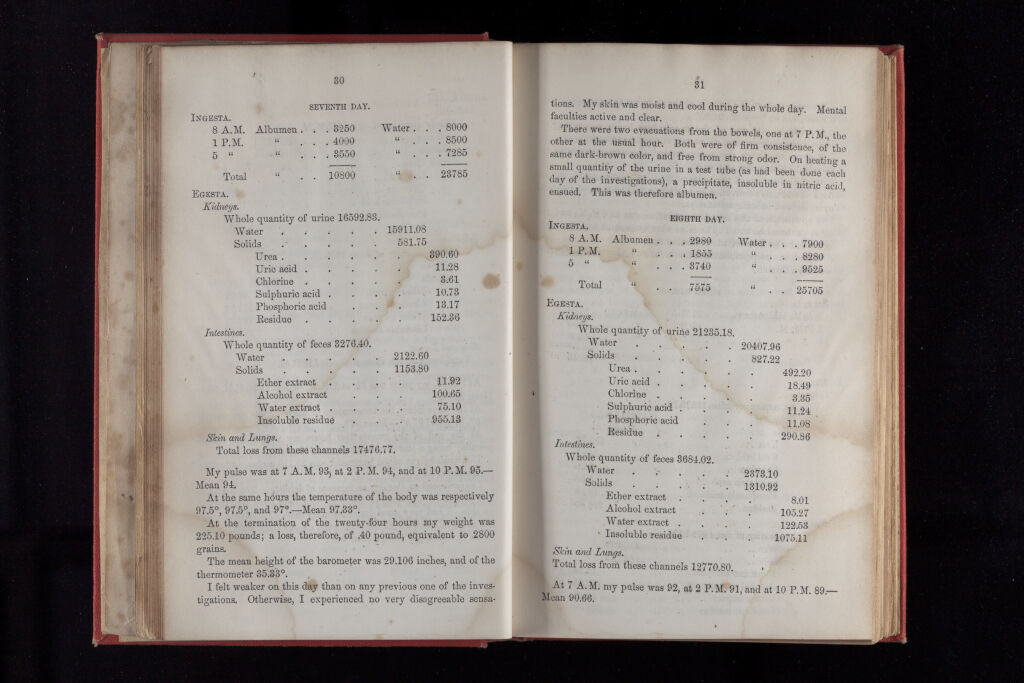 30
SEVENTH DAY.
INGESTA.
8 A.M. Albumen . . . 3250 Water . . . 8000
1 P.M. " . . . 4000 " . . . 8500
5 " " . . . 3550 " . . . 7285
Total " . . 10800 " . . 23785
EGESTA.
Kidneys.
Whole quantity of urine 16592.83.
Water . . . . . 15911.08
Solids . . . . . 581.75
Urea . . . . . 390.60
Uric acid . . . . 11.28
Chlorine . . . . 3.61
Sulphuric acid . . . . 10.73
Phosphoric acid . . . 13.17
Residue . . . . 152.36
Intestines.
Whole quantity of feces 3276.40.
Water . . . . . 2122.60
Solids . . . . . 1153.80
Ether extract . . . . 11.92
Alcohol extract . . . 100.65
Water extract . . . . 75.10
Insoluble residue . . . 955.13
Skin and Lungs.
Total loss from these channels 17476.77.
My pulse was at 7 A.M. 93, at 2 P.M. 94, and at 10 P.M. 95.—
Mean 94.
At the same hours the temperature of the body was respectively
97.5°, 97.5°, and 97°.—Mean 97.33°.
At the termination of the twenty-four hours my weight was
225.10 pounds; a loss, therefore, of .40 pound, equivalent to 2800
grains.
The mean height of the barometer was 29.106 inches, and of the
thermometer 35.33°.
I felt weaker on this day than on any previous one of the inves-
tigations. Otherwise, I experienced no very disagreeable sensa-
31
tions. My skin was moist and cool during the whole day. Mental
faculties active and clear.
There were two evacuations from the bowels, one at 7 P.M., the
other at the usual hour. Both were of firm consistence, of the
same dark-brown color, and free from strong odor. On heating a
small quantity of the urine in a test tube (as had been done each
day of the investigations), a precipitate, insoluble in nitric acid,
ensued. This was therefore albumen.
EIGHTH DAY.
INGESTA.
8 A.M. Albumen . . . 2980 Water . . . 7900
1 P.M. " . . . 1855 " . . . 8280
5 " " . . . 3740 " . . . 9525
Total " . . 7575 " . . 25705
EGESTA.
Kidneys.
Whole quantity of urine 21235.18.
Water . . . . . 20407.96
Solids . . . . . 827.22
Urea . . . . . 492.20
Uric acid . . . . 18.49
Chlorine . . . . 3.35
Sulphuric acid . . . . 11.24
Phosphoric acid . . . 11.08
Residue . . . . 290.86
Intestines.
Whole quantity of feces 3684.02.
Water . . . . . 2373.10
Solids . . . . . 1310.92
Ether extract . . . . 8.01
Alcohol extract . . . 105.27
Water extract . . . . 122.53
Insoluble residue . . . 1075.11
Skin and Lungs.
Total loss from these channels 12770.80.
At 7 A.M. my pulse was 92, at 2 P.M. 91, and at 10 P.M. 89.—
Mean 90.66.